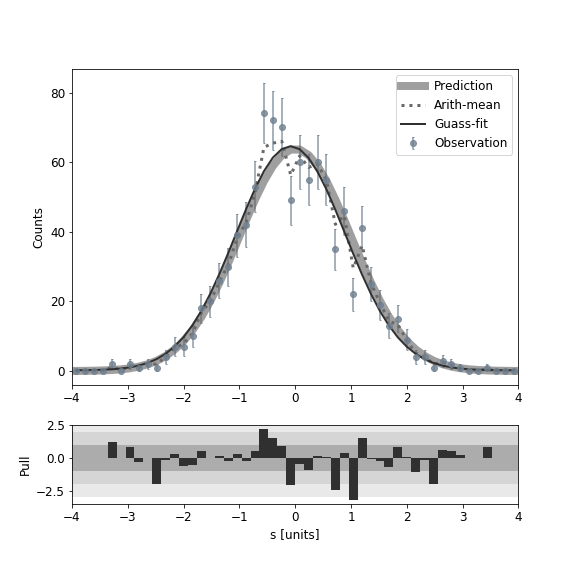 80
60
40
20
0
Counts
Prediction
Arith-mean
Guass-fit
Observation
−4 −3 −2 −1 0 1 2 3 4
2.5
0.0
−2.5
Pull
−4 −3 −2 −1 0 1 2 3 4
s [units]